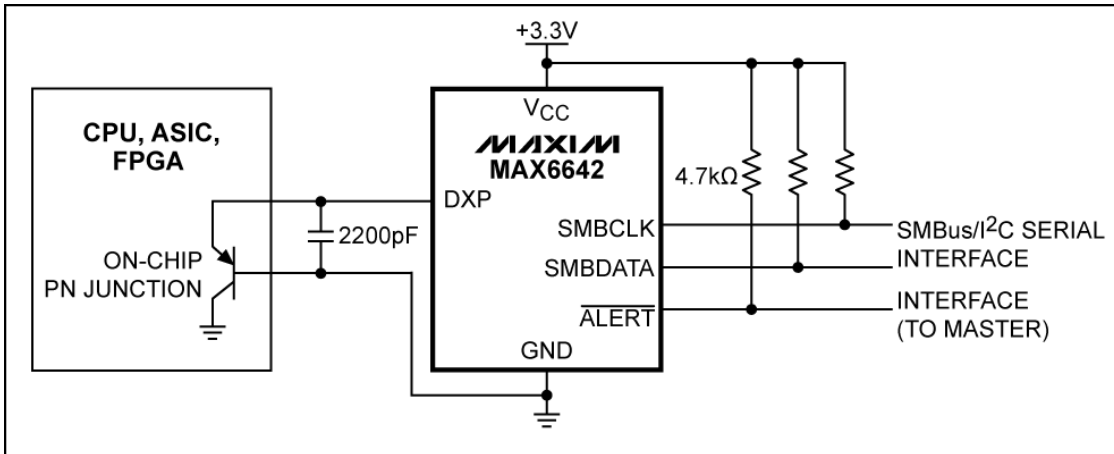 +3.3V
CPU, ASIC,
FPGA
VCC
MAXIM
MAX6642
DXP
4.7kΩ
2200pF
SMBCLK
SMBus/I²C SERIAL
INTERFACE
ON-CHIP
PN JUNCTION
SMBDATA
ALERT
INTERFACE
(TO MASTER)
GND